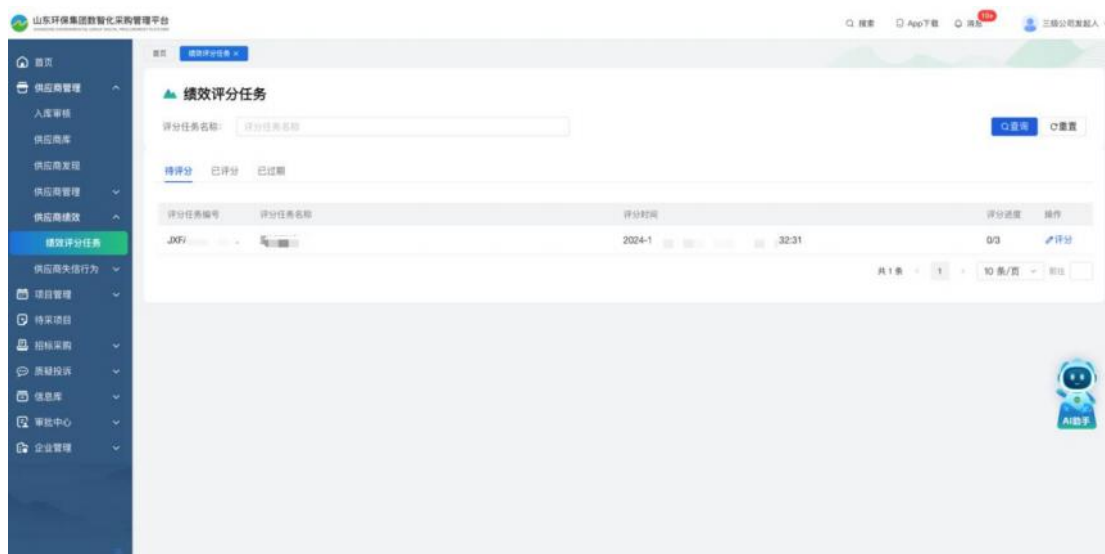 山东环保集团数智化采购管理平台
搜索 App下载 消息 三级公司发起人
首页 绩效评分任务 ×
首页
供应商管理
入库审核
供应商库
供应商发现
供应商管理
供应商绩效
绩效评分任务
供应商失信行为
项目管理
待采项目
招标采购
质疑投诉
信息库
审批中心
企业管理
绩效评分任务
评分任务名称: 评分任务名称 查询 重置
待评分 已评分 已过期
评分任务编号 评分任务名称 评分时间 评分进度 操作
JXF 2024-1 32:31 0/3 评分
共 1 条 1 10 条/页 前往
AI助手